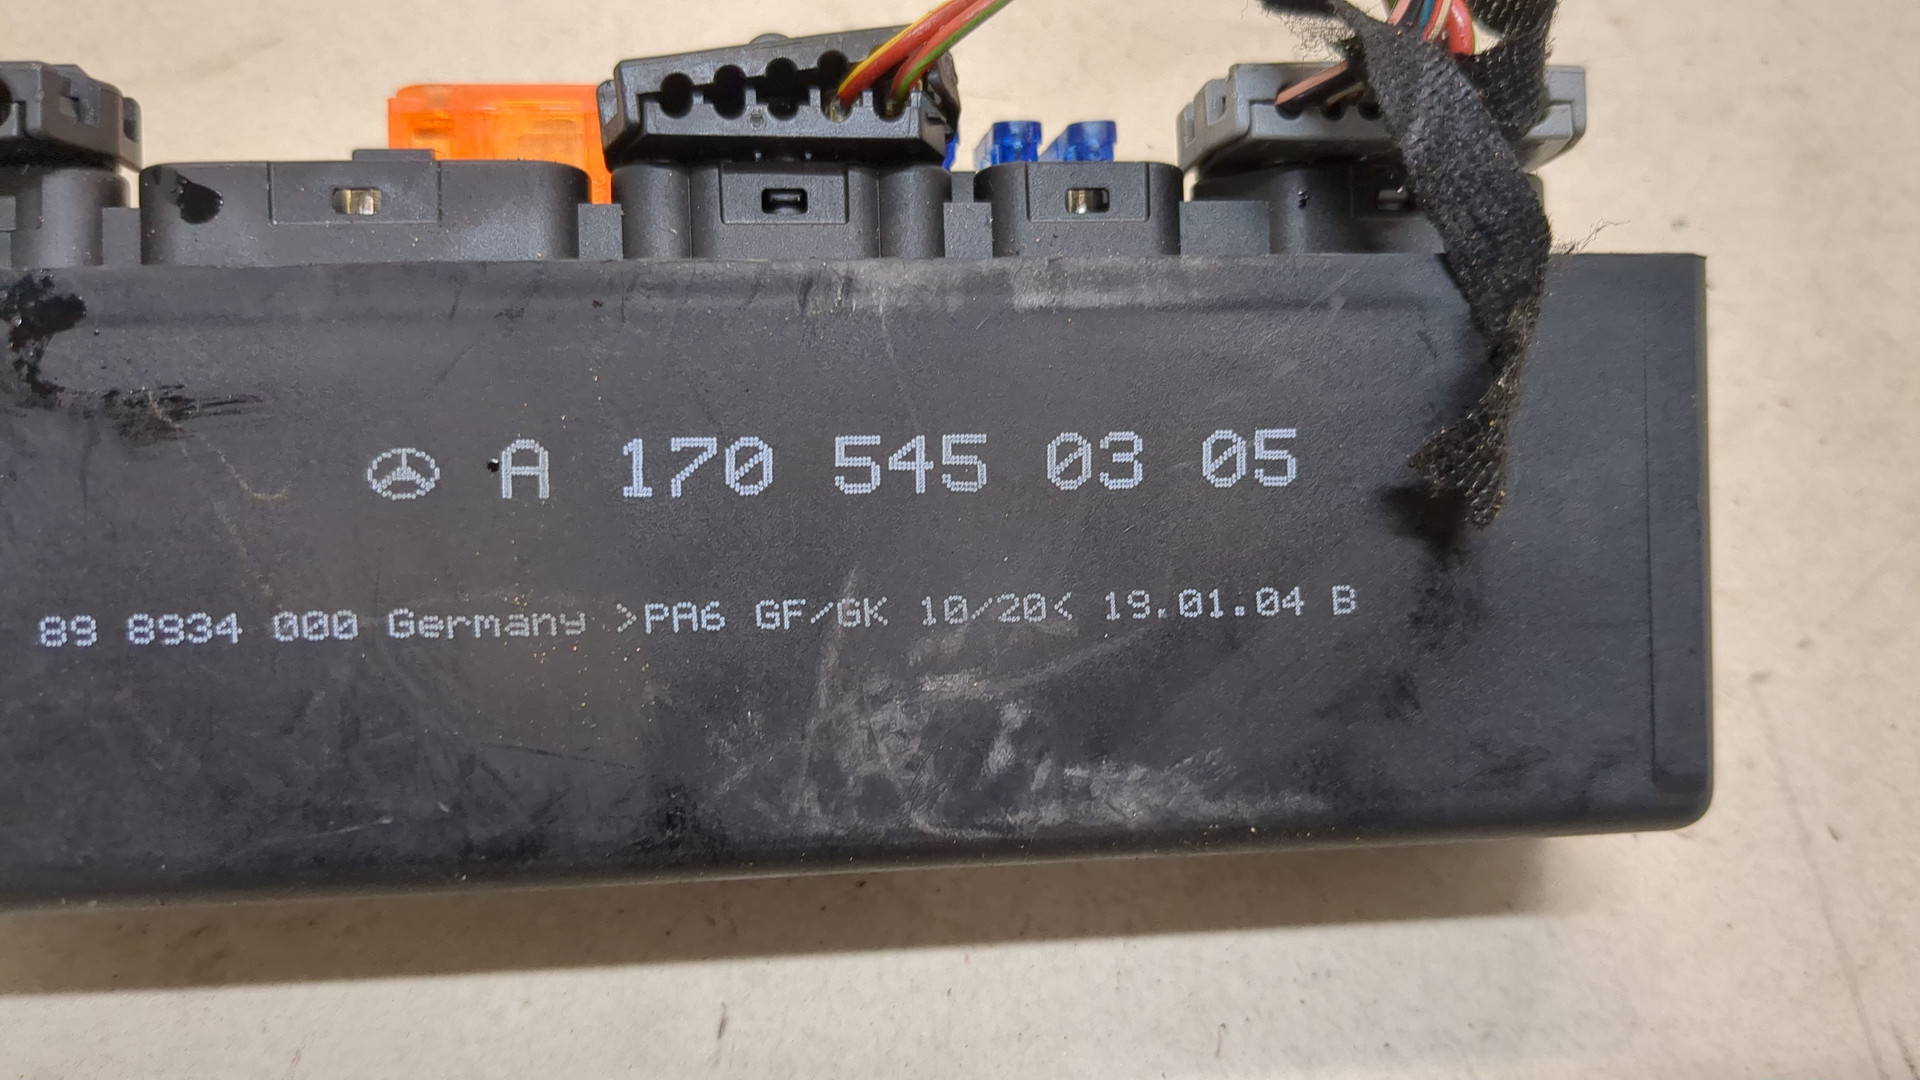 A 170 545 03 05
89 8934 000 Germany >PA6 GF/GK 10/20< 19.01.04 B